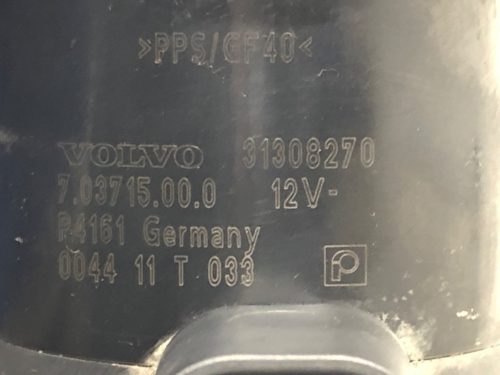 >PPS/GF40<
VOLVO 31308270
7.03715.00.0 12V-
P4161 Germany
0044 11 T 033